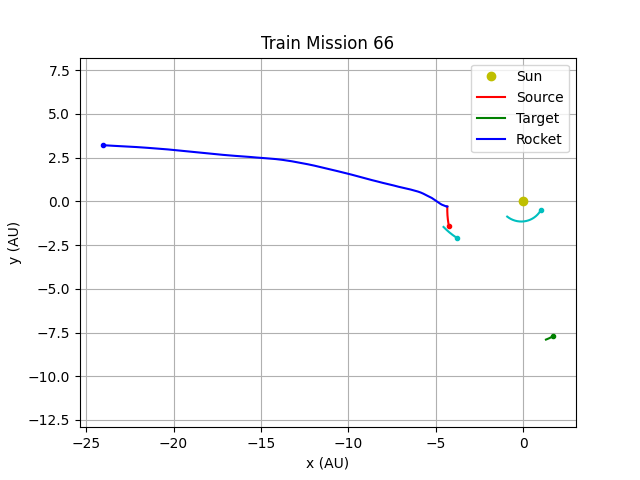 Train Mission 66
Sun
Source
Target
Rocket
7.5
5.0
2.5
0.0
−2.5
−5.0
−7.5
−10.0
−12.5
y (AU)
−25 −20 −15 −10 −5 0
x (AU)